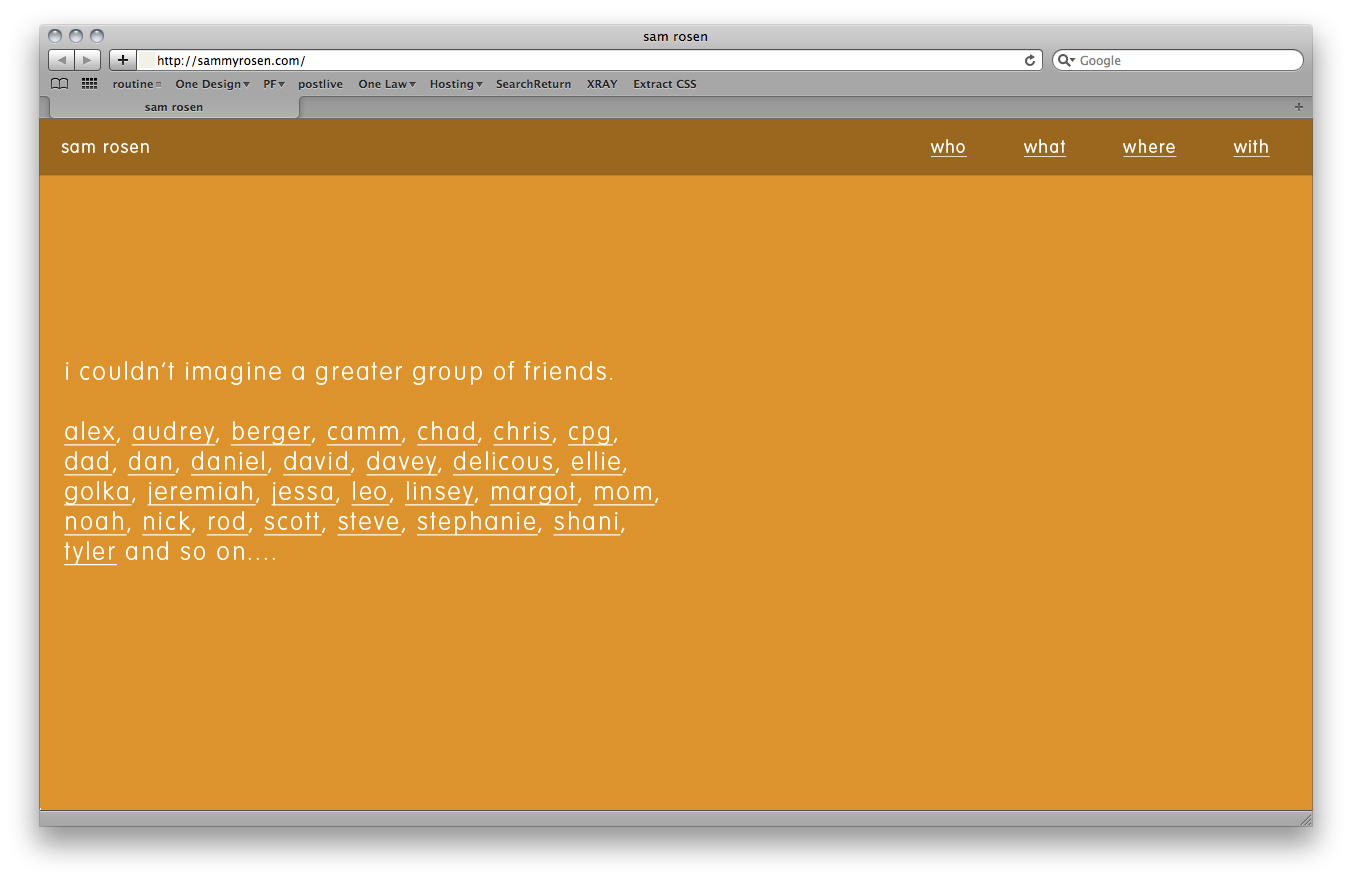 sam rosen
http://sammyrosen.com/
Google
routine One Design PF postlive One Law Hosting SearchReturn XRAY Extract CSS
sam rosen
sam rosen who what where with
i couldn't imagine a greater group of friends.
alex, audrey, berger, camm, chad, chris, cpg,
dad, dan, daniel, david, davey, delicous, ellie,
golka, jeremiah, jessa, leo, linsey, margot, mom,
noah, nick, rod, scott, steve, stephanie, shani,
tyler and so on....